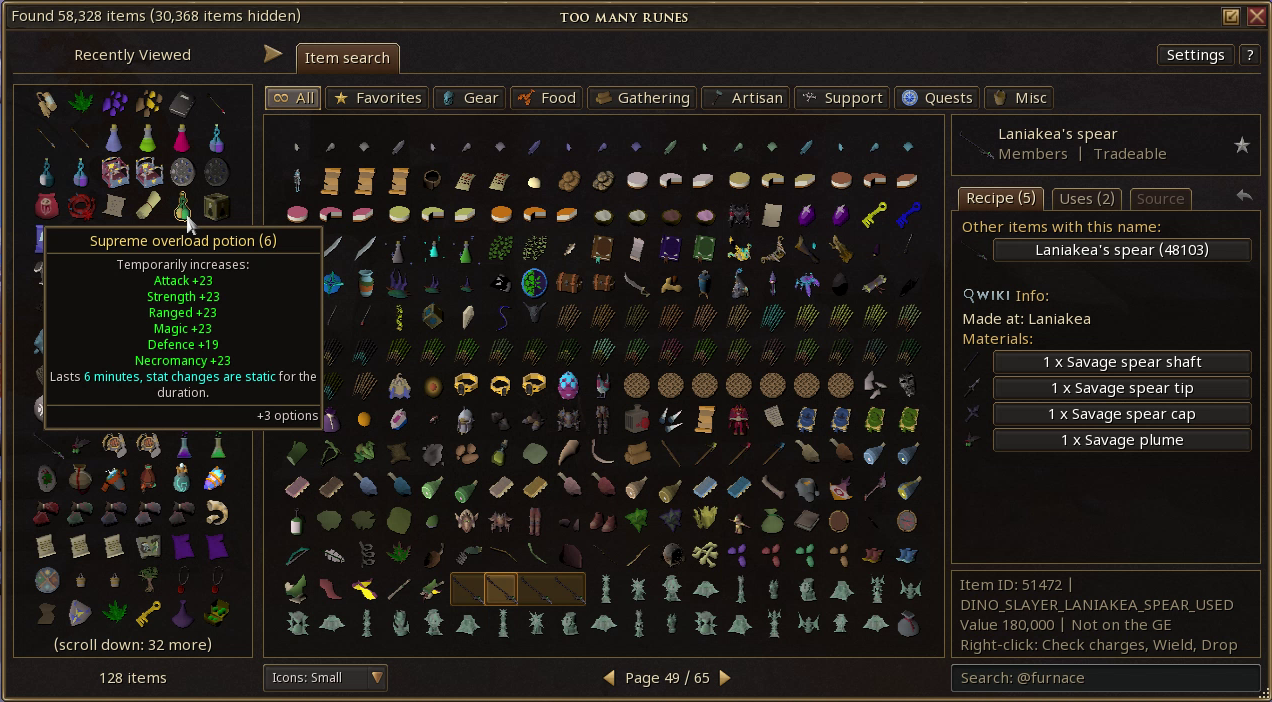 Found 58,328 items (30,368 items hidden)
TOO MANY RUNES
Recently Viewed
Item search
Settings
?
All
Favorites
Gear
Food
Gathering
Artisan
Support
Quests
Misc
Laniakea's spear
Members | Tradeable
Recipe (5)
Uses (2)
Source
Other items with this name:
Laniakea's spear (48103)
WIKI Info:
Made at: Laniakea
Materials:
1 x Savage spear shaft
1 x Savage spear tip
1 x Savage spear cap
1 x Savage plume
Supreme overload potion (6)
Temporarily increases:
Attack +23
Strength +23
Ranged +23
Magic +23
Defence +19
Necromancy +23
Lasts 6 minutes, stat changes are static for the
duration.
+3 options
(scroll down: 32 more)
128 items
Icons: Small
Page 49 / 65
Item ID: 51472 |
DINO_SLAYER_LANIAKEA_SPEAR_USED
Value 180,000 | Not on the GE
Right-click: Check charges, Wield, Drop
Search: @furnace